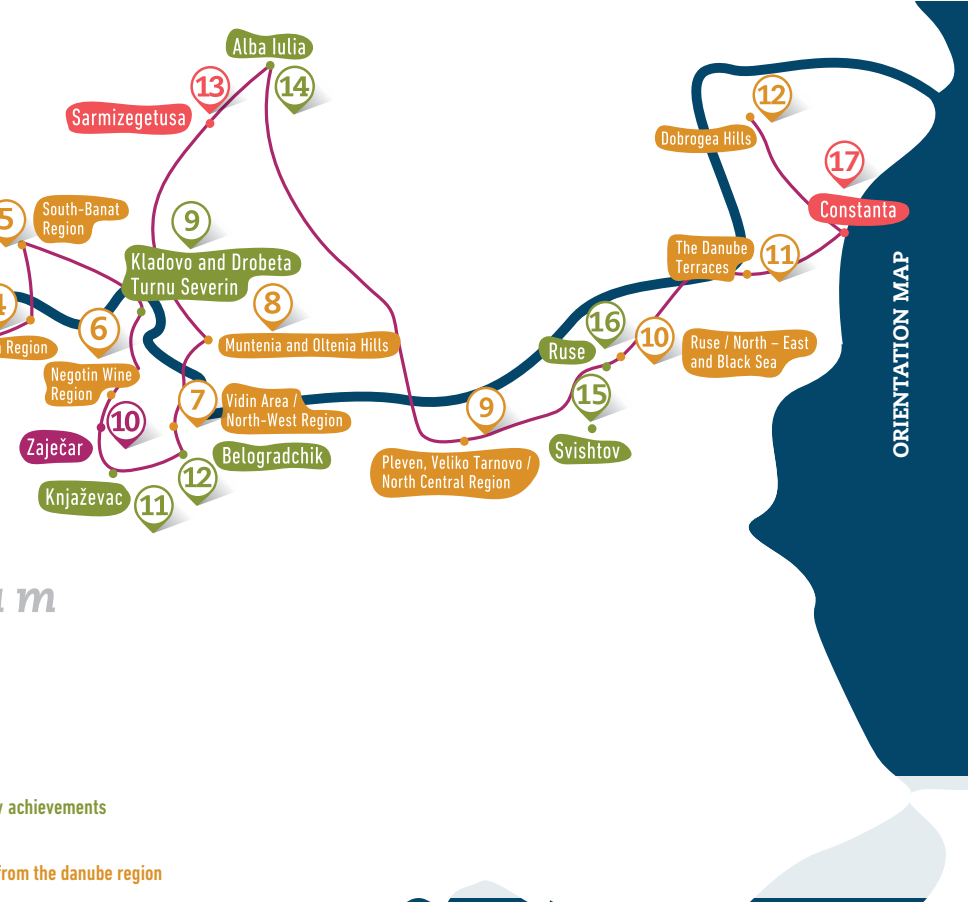 Alba Iulia
13
14
Sarmizegetusa
12
Dobrogea Hills
17
Constanta
5
South-Banat
Region
9
Kladovo and Drobeta
Turnu Severin
The Danube
Terraces
11
4
Region
6
8
Muntenia and Oltenia Hills
16
Ruse
10
Ruse / North – East
and Black Sea
Negotin Wine
Region
7
Vidin Area /
North-West Region
9
15
Svishtov
10
Zaječar
Belogradchik
12
Pleven, Veliko Tarnovo /
North Central Region
Knjaževac
11
ORIENTATION MAP
m
achievements
from the danube region